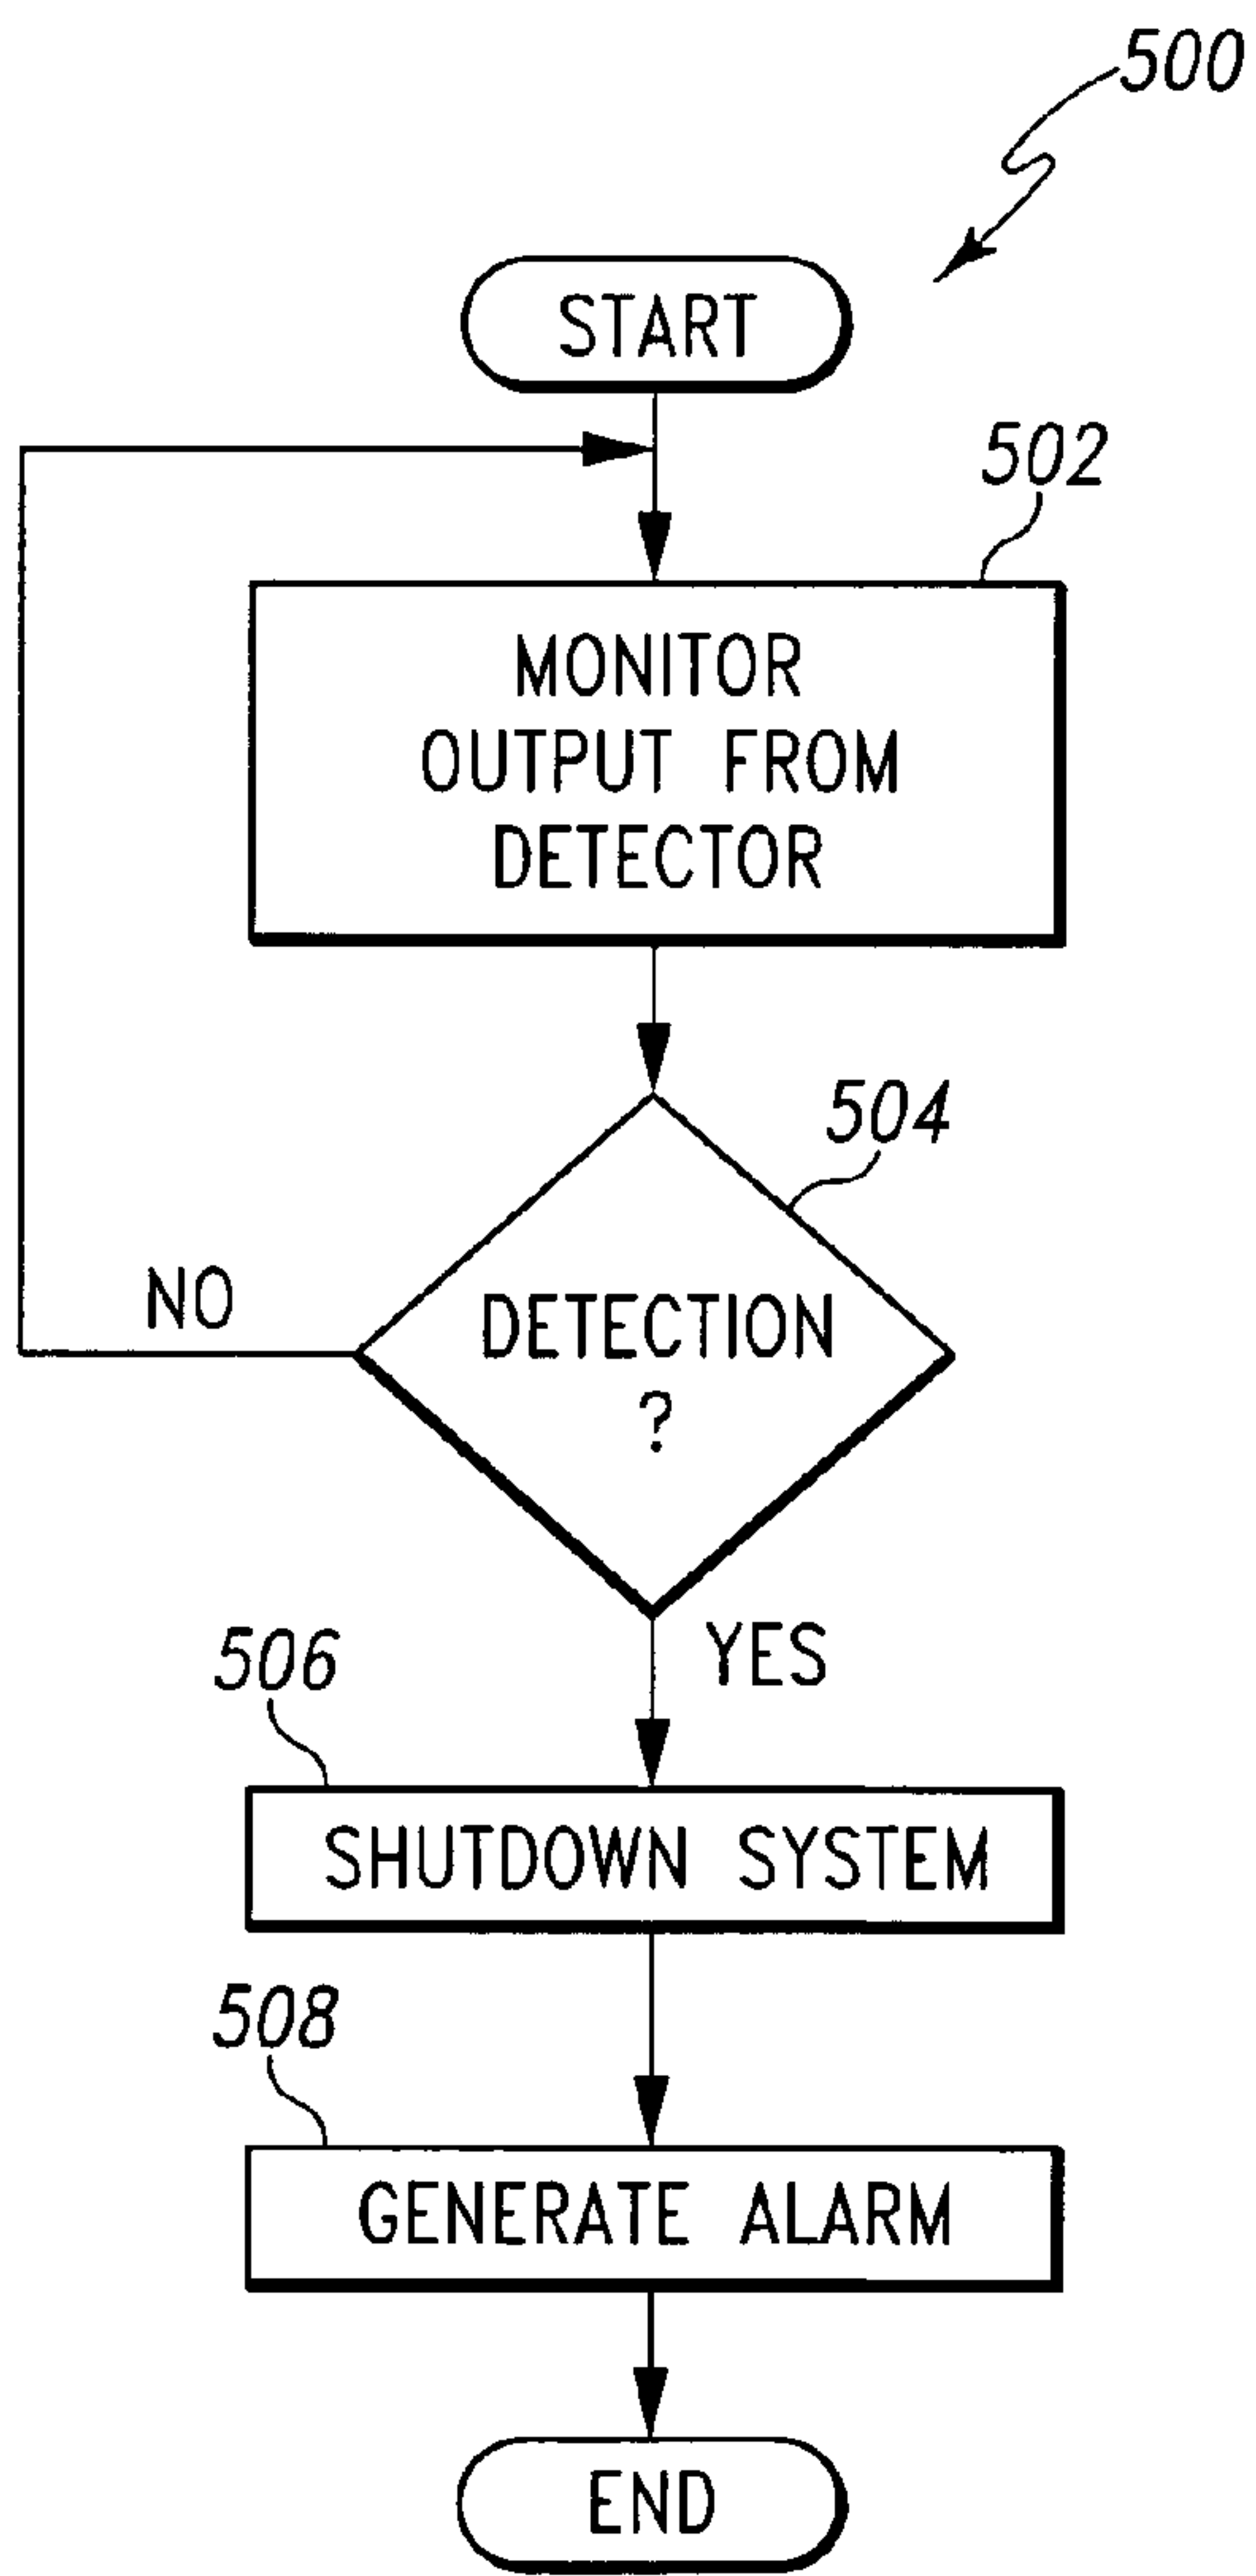 500
START
502
MONITOR
OUTPUT FROM
DETECTOR
504
DETECTION
?
NO
YES
506
SHUTDOWN SYSTEM
508
GENERATE ALARM
END